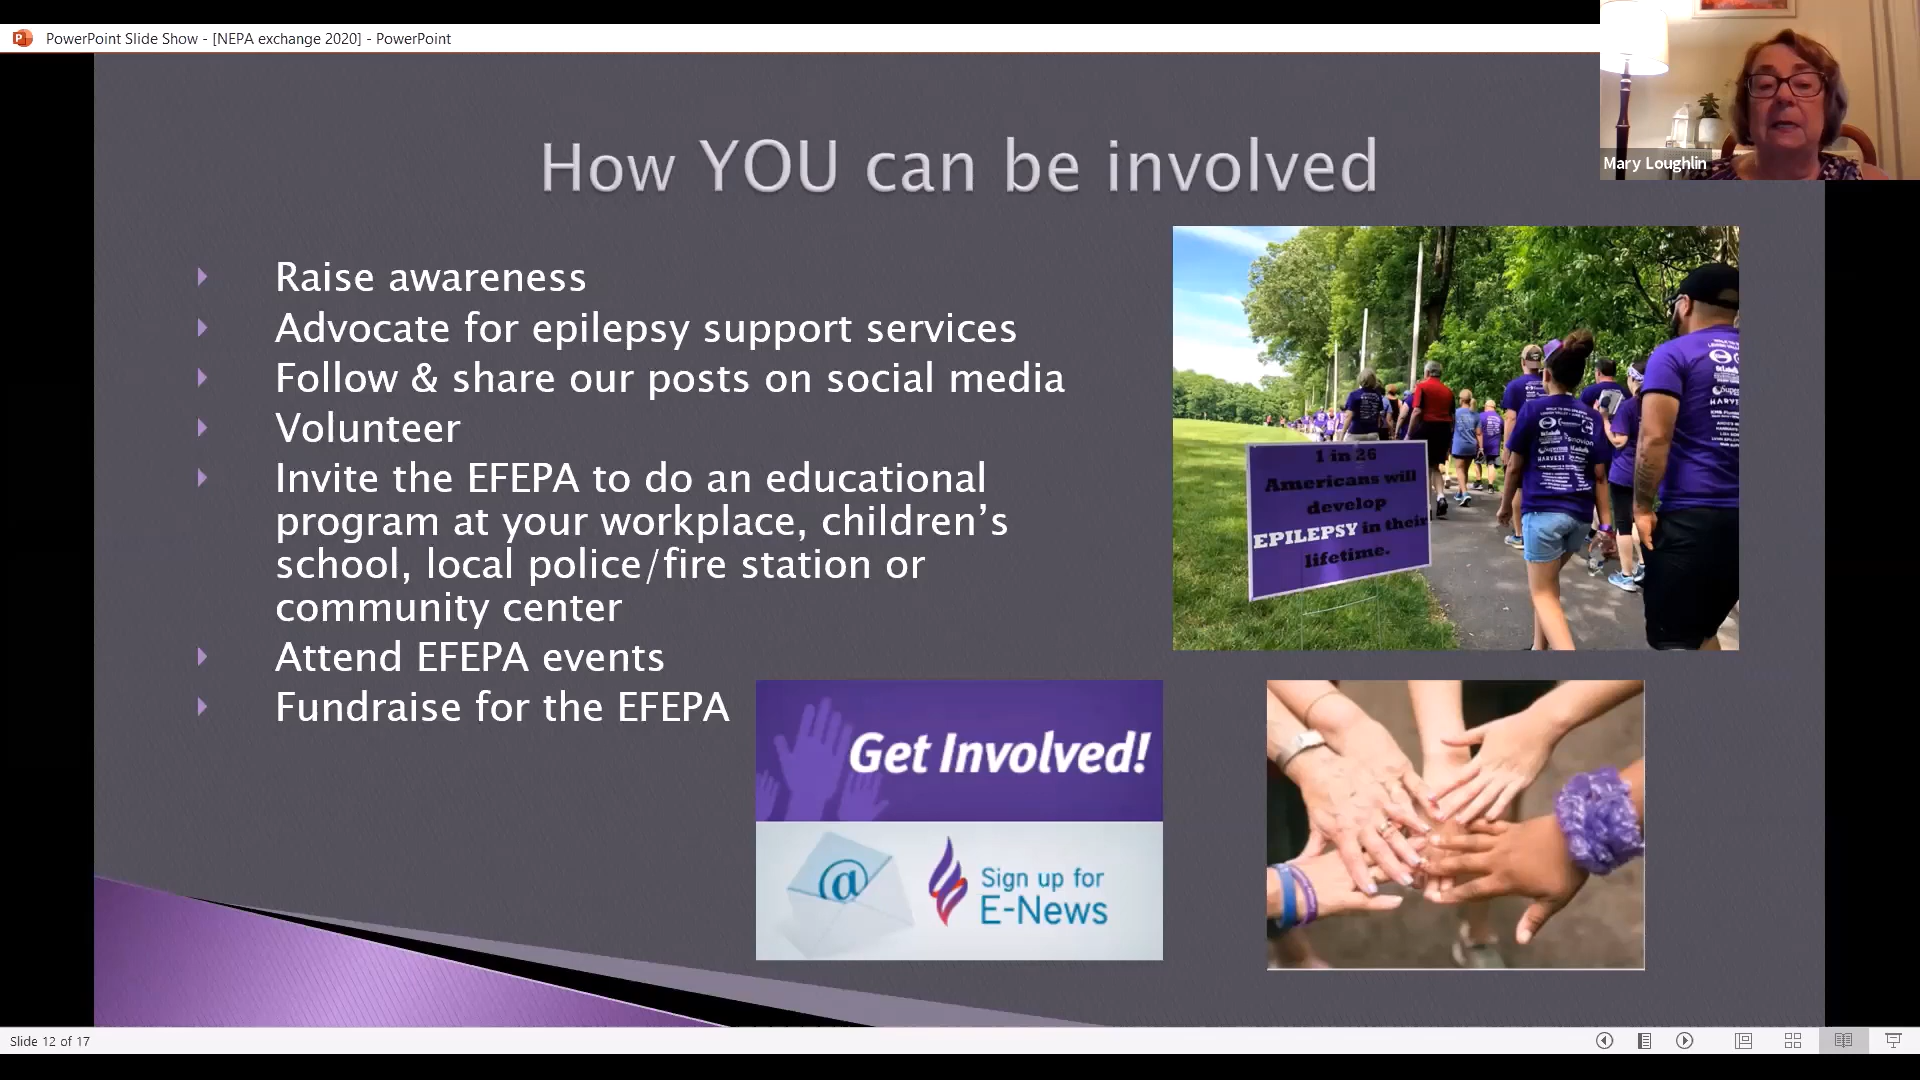 PowerPoint Slide Show - [NEPA exchange 2020] - PowerPoint
Mary Loughlin
How YOU can be involved
Raise awareness
Advocate for epilepsy support services
Follow & share our posts on social media
Volunteer
Invite the EFEPA to do an educational
program at your workplace, children’s
school, local police/fire station or
community center
Attend EFEPA events
Fundraise for the EFEPA
1 in 26
Americans will
develop
EPILEPSY in their
lifetime.
HARVEST
Get Involved!
@
Sign up for
E-News
Slide 12 of 17